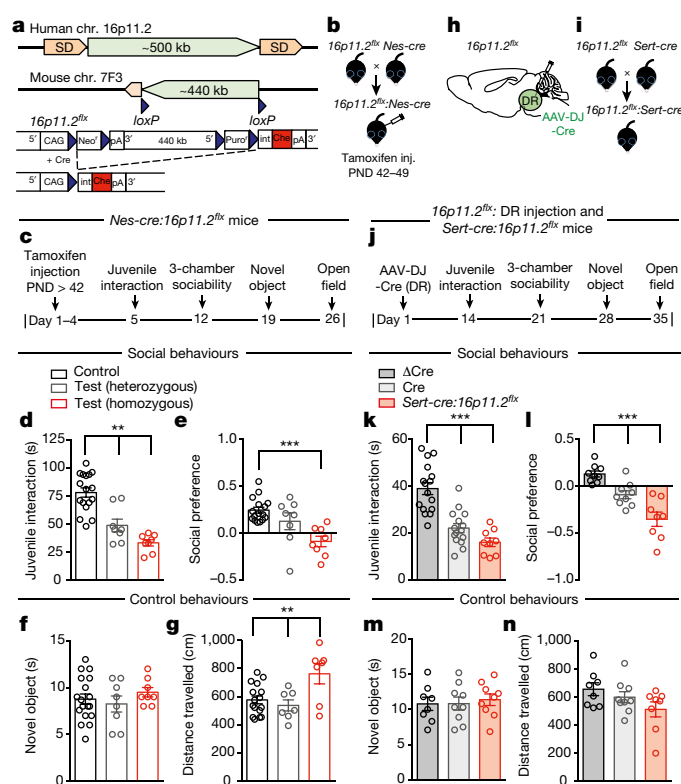 a
Human chr. 16p11.2
SD ~500 kb SD
Mouse chr. 7F3
~440 kb
16p11.2flx loxP loxP
5′ CAG Neor pA 3′ 440 kb 5′ Puror int Che pA 3′
+ Cre
5′ CAG int Che pA 3′
b
16p11.2flx Nes-cre
×
16p11.2flx:Nes-cre
Tamoxifen inj.
PND 42–49
h
16p11.2flx
DR
AAV-DJ
-Cre
i
16p11.2flx Sert-cre
×
16p11.2flx:Sert-cre
Nes-cre:16p11.2flx mice
c
Tamoxifen
injection
PND > 42
Juvenile
interaction
3-chamber
sociability
Novel
object
Open
field
Day 1–4 5 12 19 26
16p11.2flx: DR injection and
Sert-cre:16p11.2flx mice
j
AAV-DJ
-Cre (DR)
Juvenile
interaction
3-chamber
sociability
Novel
object
Open
field
Day 1 14 21 28 35
Social behaviours
Control
Test (heterozygous)
Test (homozygous)
d
Juvenile interaction (s)
125
100
75
50
25
0
**
e
Social preference
1.0
0.5
0.0
−0.5
***
Social behaviours
ΔCre
Cre
Sert-cre:16p11.2flx
k
Juvenile interaction (s)
60
40
20
0
***
l
Social preference
0.5
0
−0.5
−1.0
***
Control behaviours
f
Novel object (s)
15
10
5
0
g
Distance travelled (cm)
1,000
800
600
400
200
0
**
Control behaviours
m
Novel object (s)
20
15
10
5
0
n
Distance travelled (cm)
1,000
800
600
400
200
0